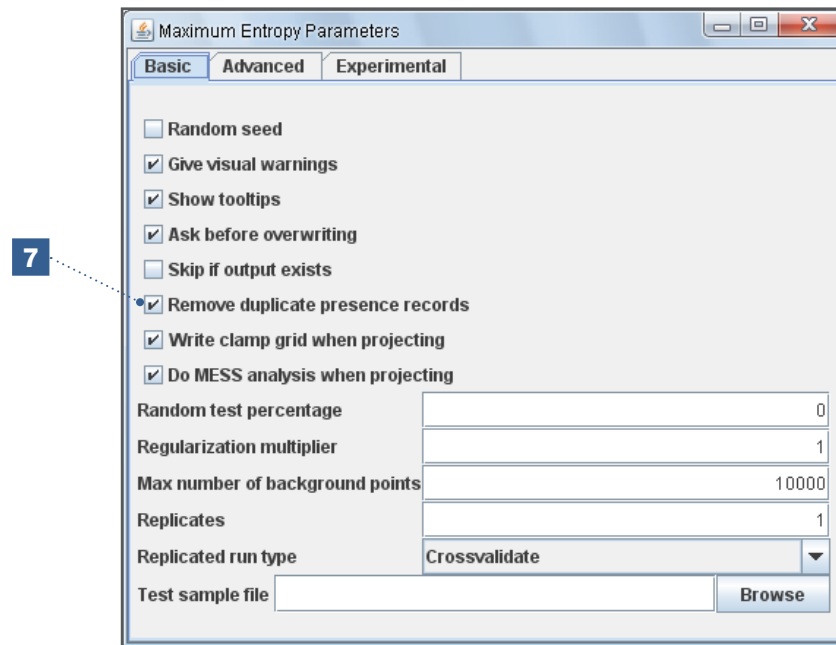 Maximum Entropy Parameters
Basic Advanced Experimental
Random seed
Give visual warnings
Show tooltips
Ask before overwriting
7
Skip if output exists
Remove duplicate presence records
Write clamp grid when projecting
Do MESS analysis when projecting
Random test percentage 0
Regularization multiplier 1
Max number of background points 10000
Replicates 1
Replicated run type Crossvalidate
Test sample file Browse